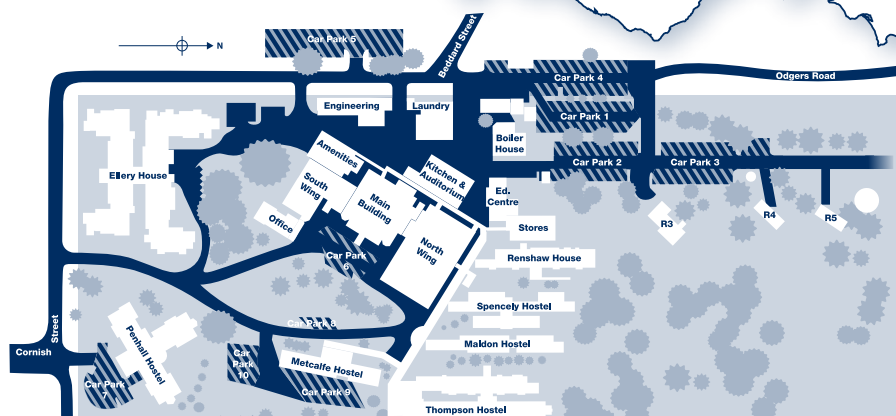 Car Park 5
N
Beddard Street
Odgers Road
Car Park 4
Engineering
Laundry
Car Park 1
Boiler
House
Amenities
Kitchen &
Auditorium
Car Park 2
Car Park 3
Ellery House
South
Wing
Main
Building
Ed.
Centre
Office
Stores
R3
R4
R5
North
Wing
Car Park
6
Renshaw House
Spencely Hostel
Car Park 8
Maldon Hostel
Cornish
Street
Penhall Hostel
Car
Park
10
Metcalfe Hostel
Car Park
7
Car Park 9
Thompson Hostel